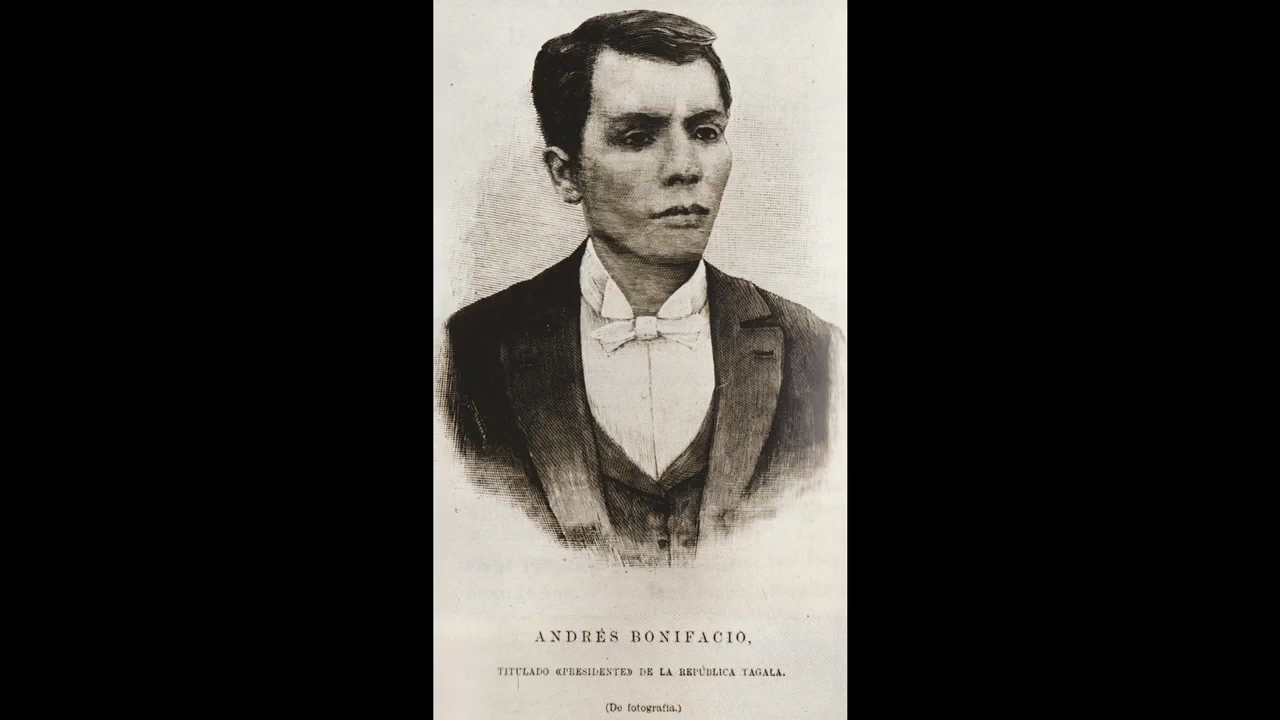 ANDRÉS BONIFACIO,
TITULADO «PRESIDENTE» DE LA REPÚBLICA TAGALA.
(De fotografía.)